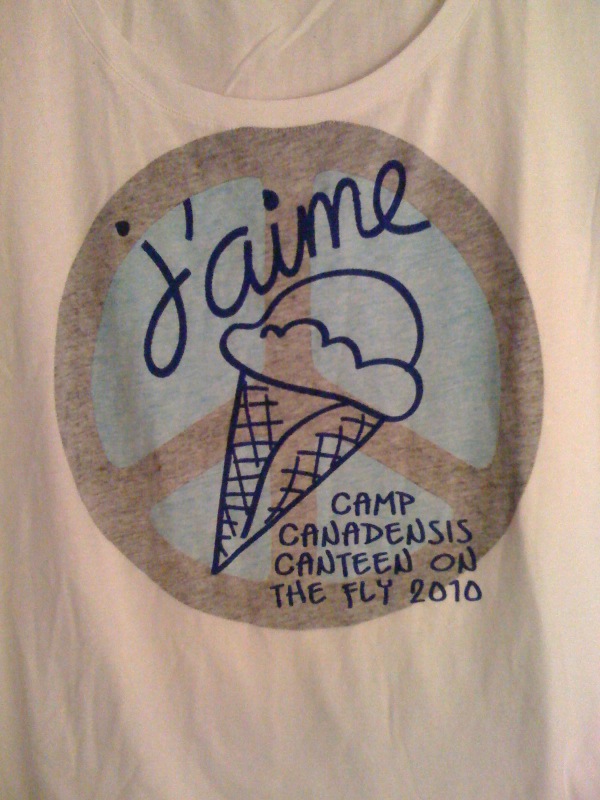 j'aime
CAMP
CANADENSIS
CANTEEN ON
THE FLY 2010